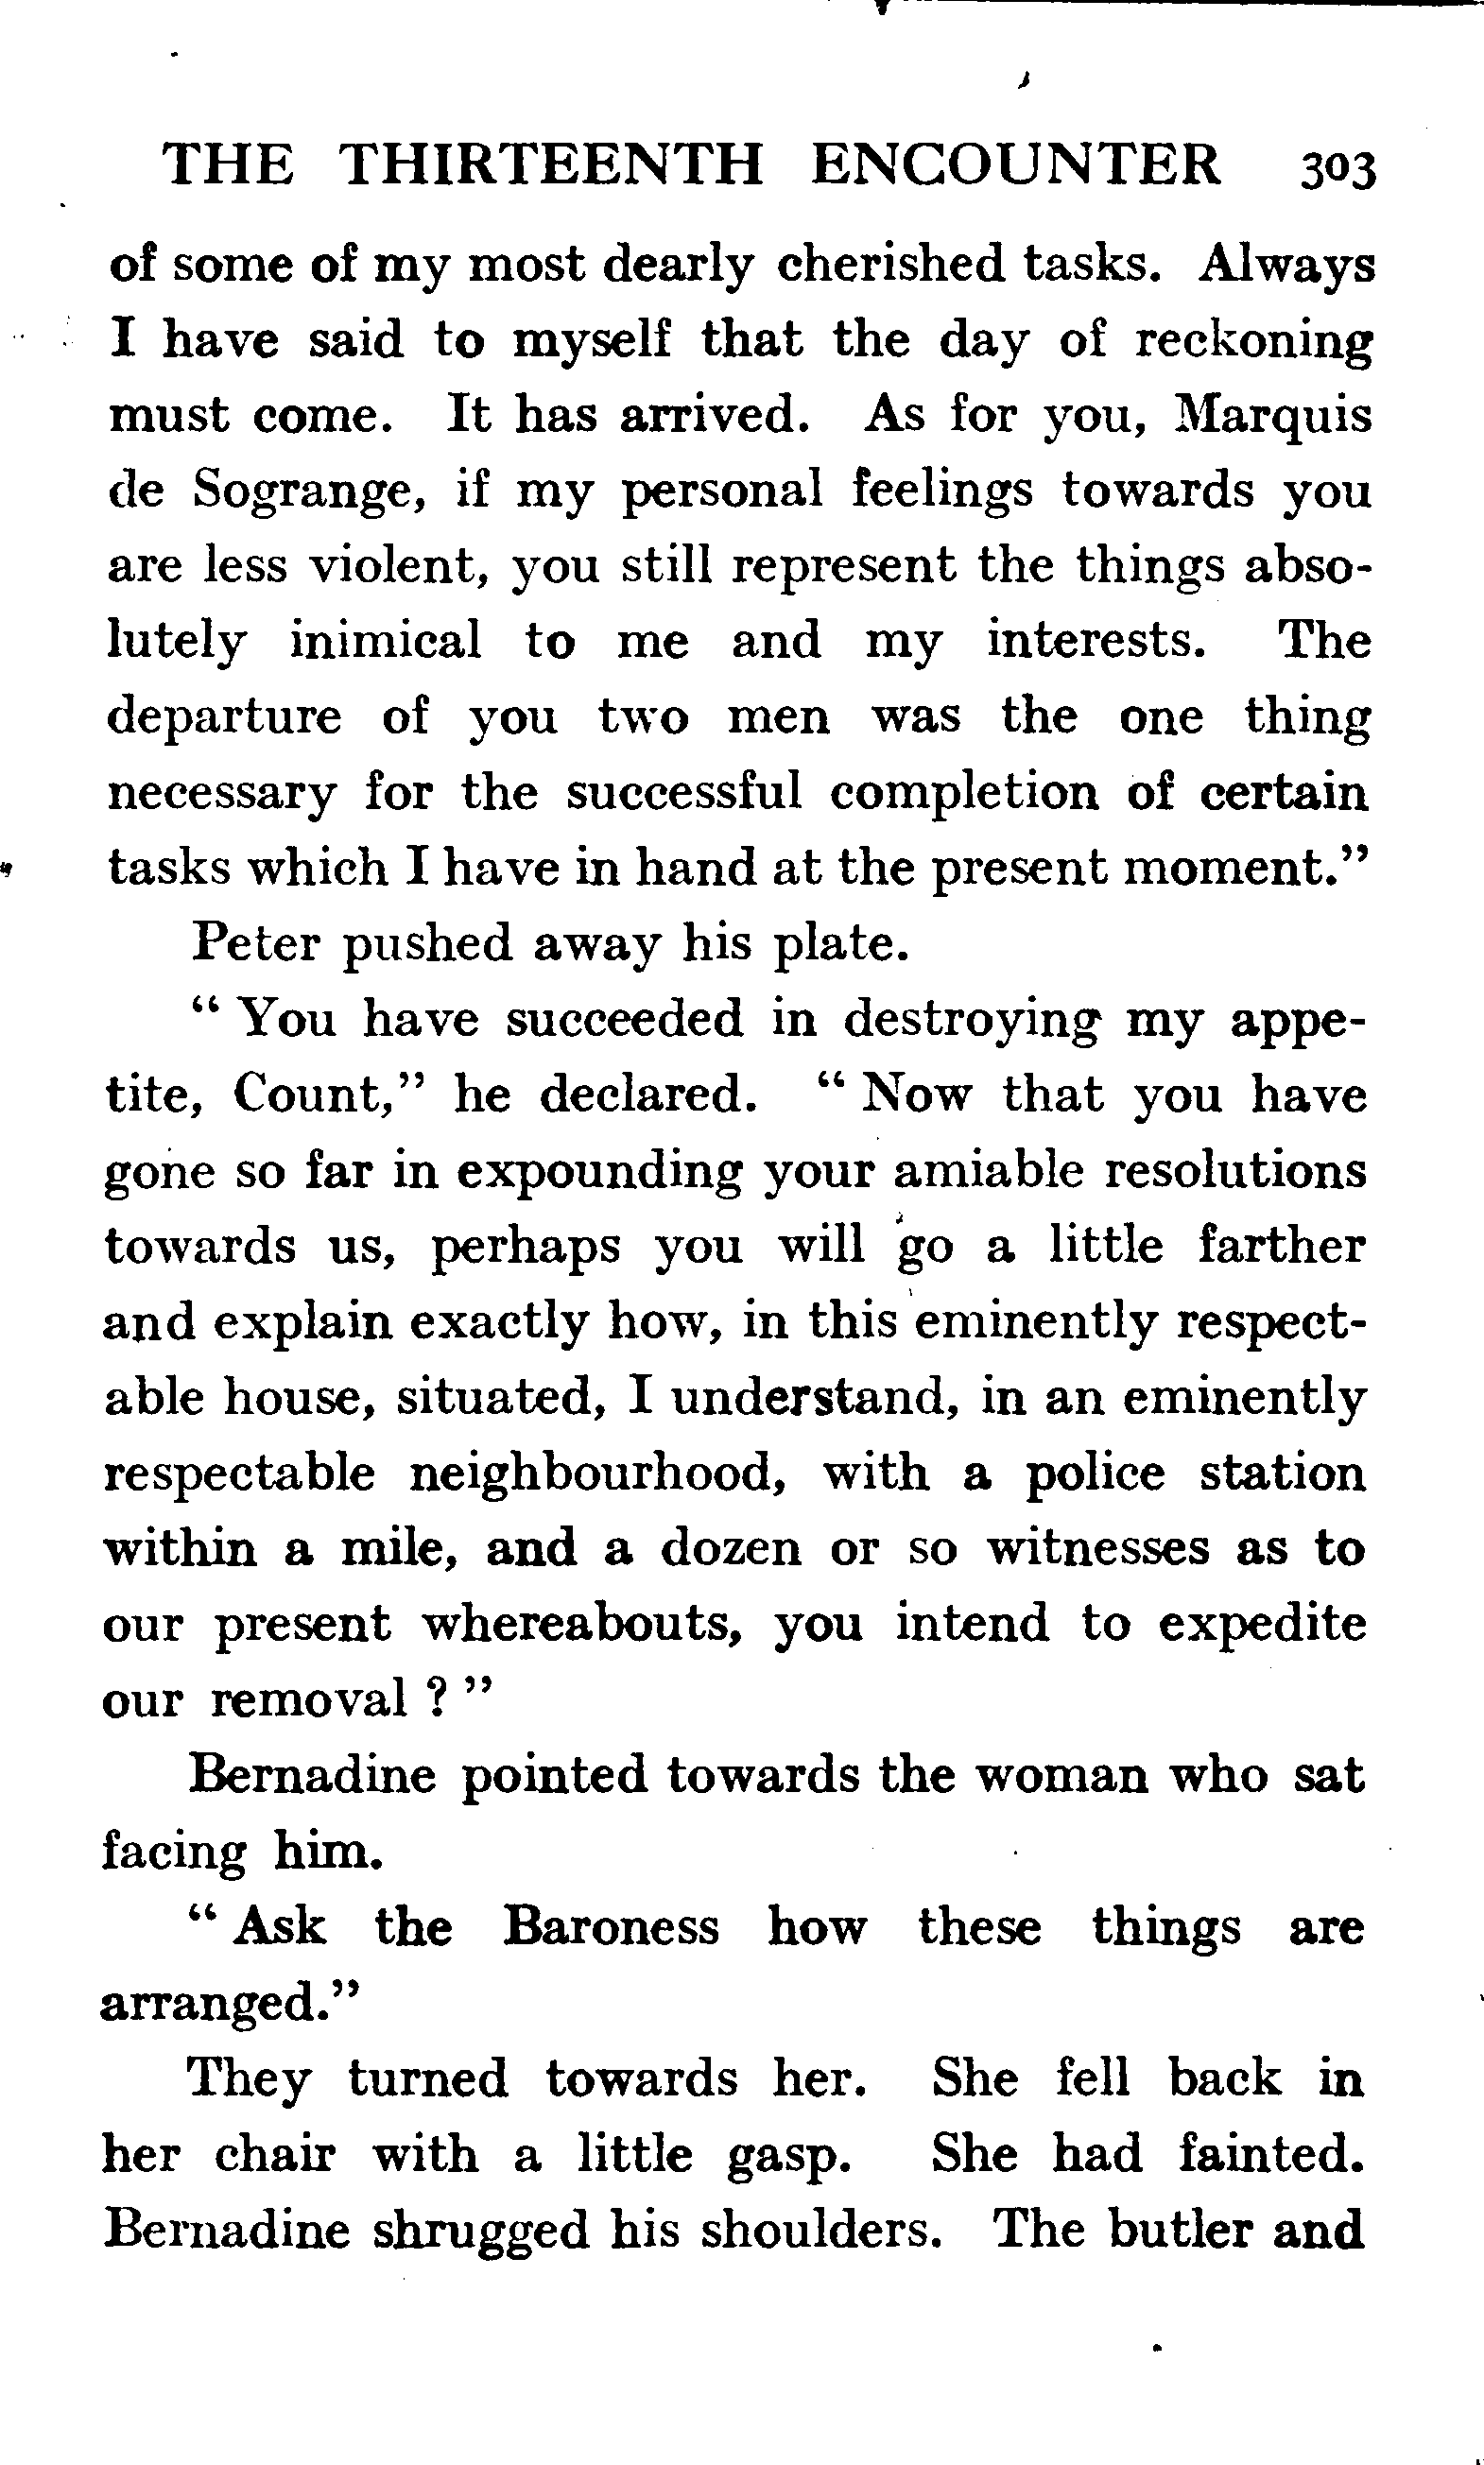 THE THIRTEENTH ENCOUNTER 303
of some of my most dearly cherished tasks. Always
I have said to myself that the day of reckoning
must come. It has arrived. As for you, Marquis
de Sogrange, if my personal feelings towards you
are less violent, you still represent the things abso-
lutely inimical to me and my interests. The
departure of you two men was the one thing
necessary for the successful completion of certain
tasks which I have in hand at the present moment.”
Peter pushed away his plate.
“ You have succeeded in destroying my appe-
tite, Count,” he declared. “ Now that you have
gone so far in expounding your amiable resolutions
towards us, perhaps you will go a little farther
and explain exactly how, in this eminently respect-
able house, situated, I understand, in an eminently
respectable neighbourhood, with a police station
within a mile, and a dozen or so witnesses as to
our present whereabouts, you intend to expedite
our removal ? ”
Bernadine pointed towards the woman who sat
facing him.
“ Ask the Baroness how these things are
arranged.”
They turned towards her. She fell back in
her chair with a little gasp. She had fainted.
Bernadine shrugged his shoulders. The butler and